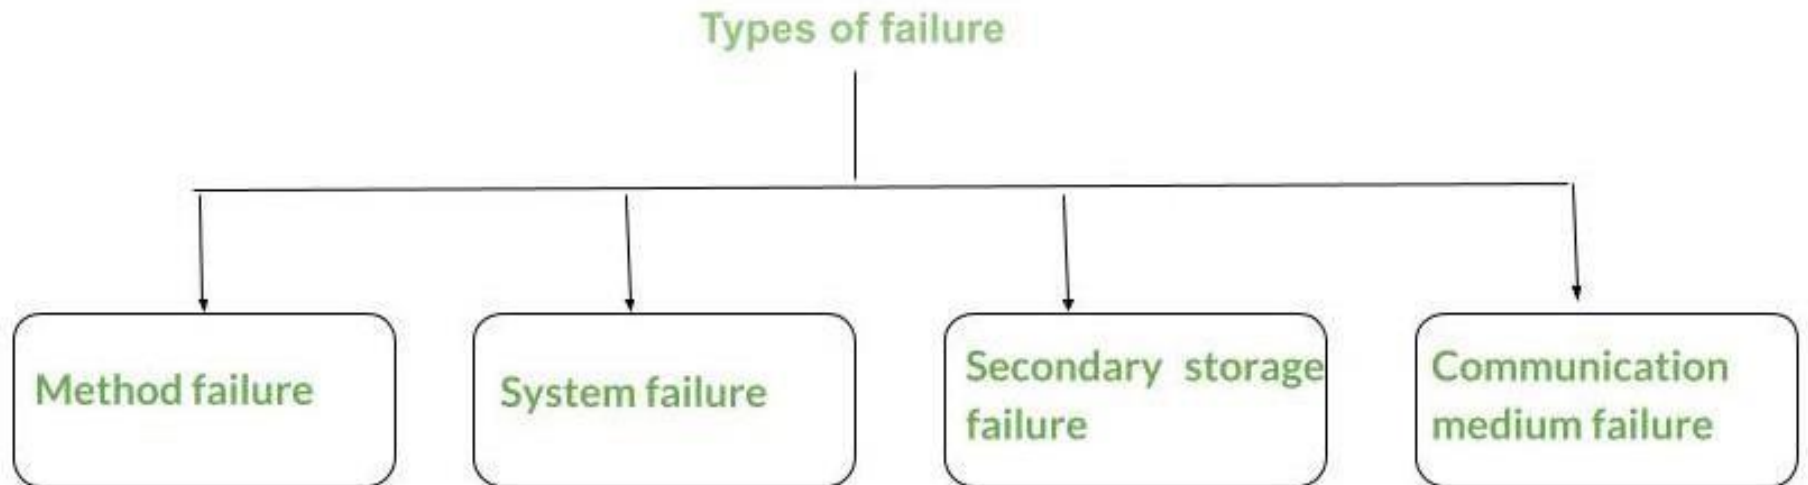 Types of failure
Method failure
System failure
Secondary storage
failure
Communication
medium failure